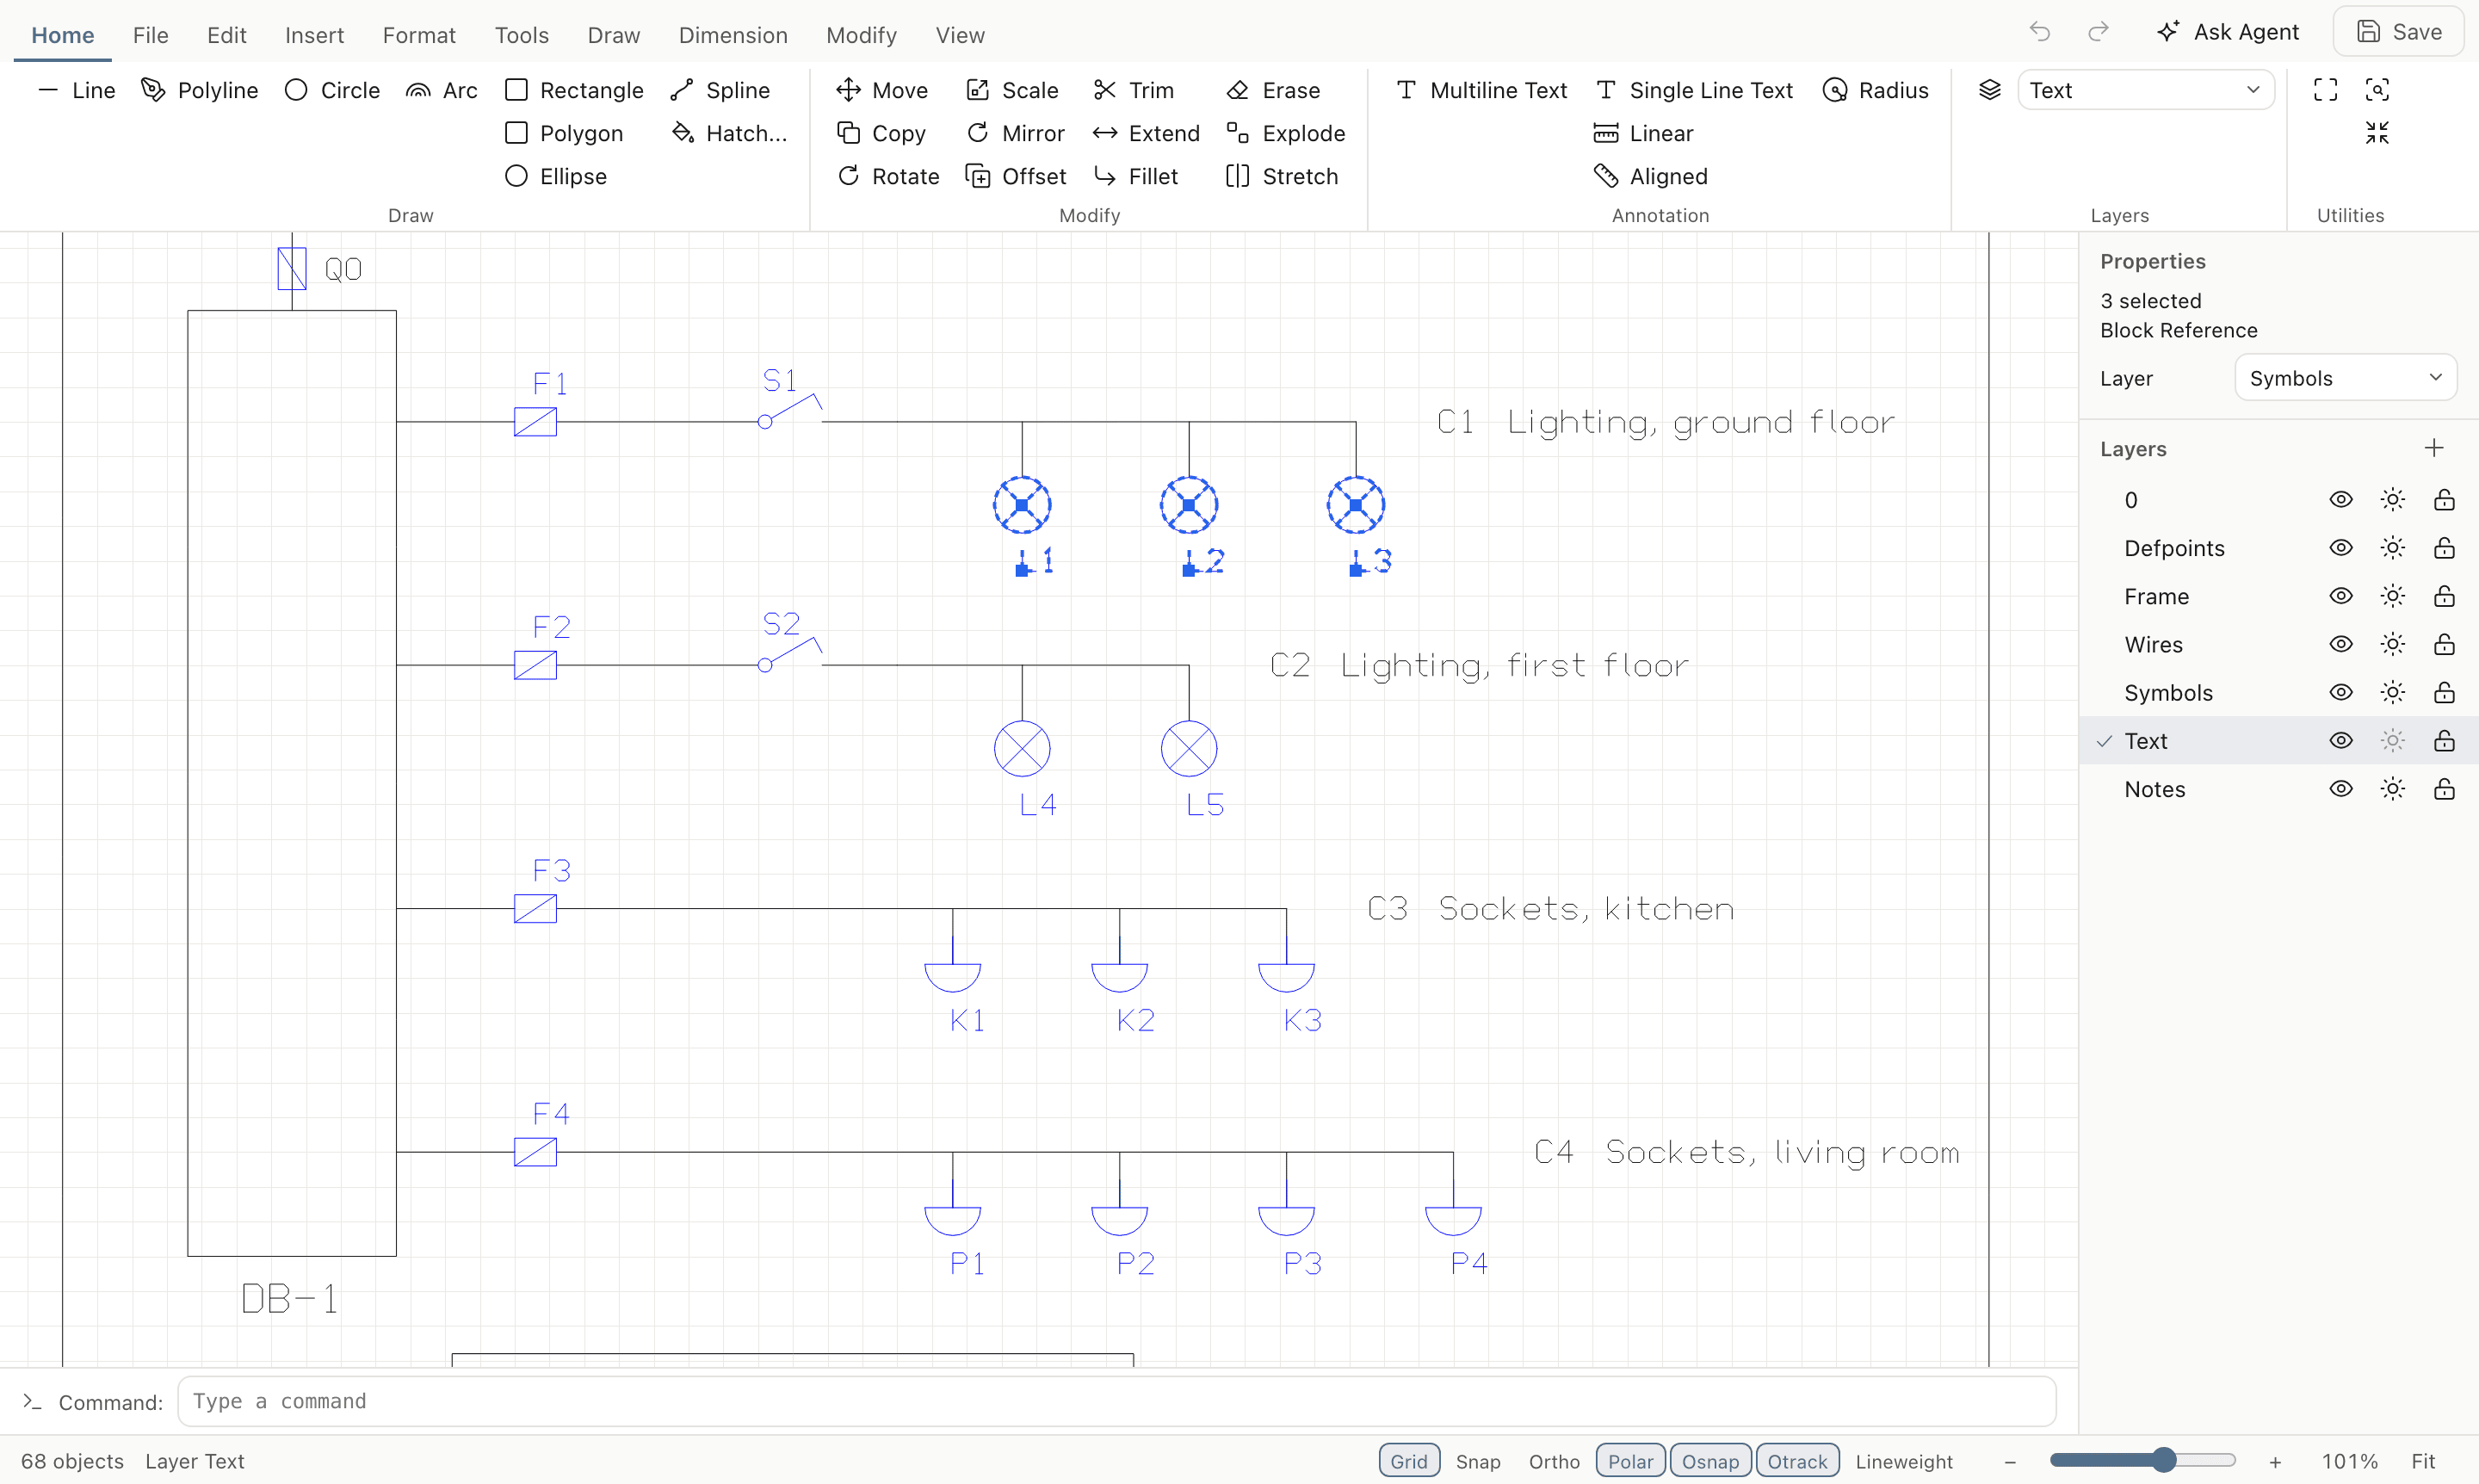 Home File Edit Insert Format Tools Draw Dimension Modify View Ask Agent Save
Line Polyline Circle Arc Rectangle Spline Move Scale Trim Erase Multiline Text Single Line Text Radius Text
Polygon Hatch... Copy Mirror Extend Explode Linear
Ellipse Rotate Offset Fillet Stretch Aligned
Draw Modify Annotation Layers Utilities
Q0
F1 S1
C1 Lighting, ground floor
L1 L2 L3
F2 S2
C2 Lighting, first floor
L4 L5
F3
C3 Sockets, kitchen
K1 K2 K3
F4
C4 Sockets, living room
P1 P2 P3 P4
DB-1
Properties
3 selected
Block Reference
Layer Symbols
Layers
0
Defpoints
Frame
Wires
Symbols
Text
Notes
Command: Type a command
68 objects Layer Text Grid Snap Ortho Polar Osnap Otrack Lineweight − + 101% Fit